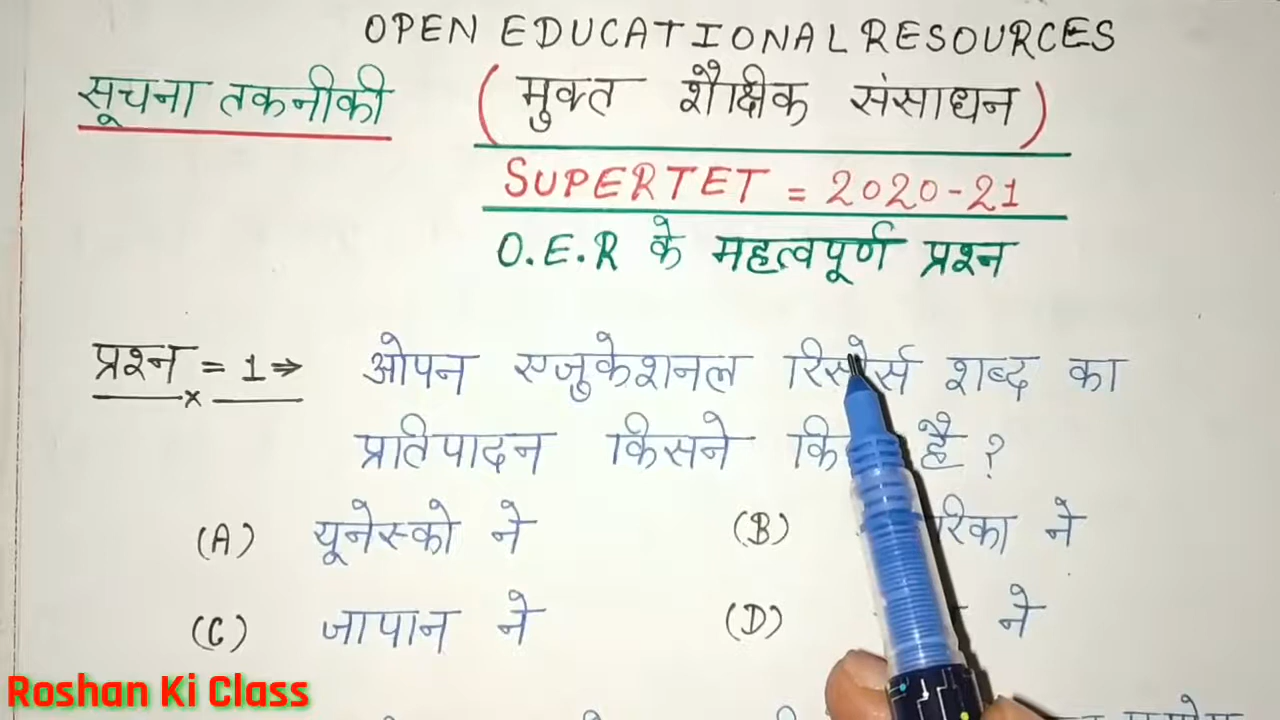 OPEN EDUCATIONAL RESOURCES
सूचना तकनीकी (मुक्त शैक्षीक संसाधन)
SUPERTET = 2020-21
O.E.R के महत्वपूर्ण प्रश्न
प्रश्न = 1⇒ ओपन एजुकेशनल शब्द का
प्रतिपादन किसने है ?
(A) यूनेस्को ने (B) ने
(C) जापान ने (D) ने
Roshan Ki Class